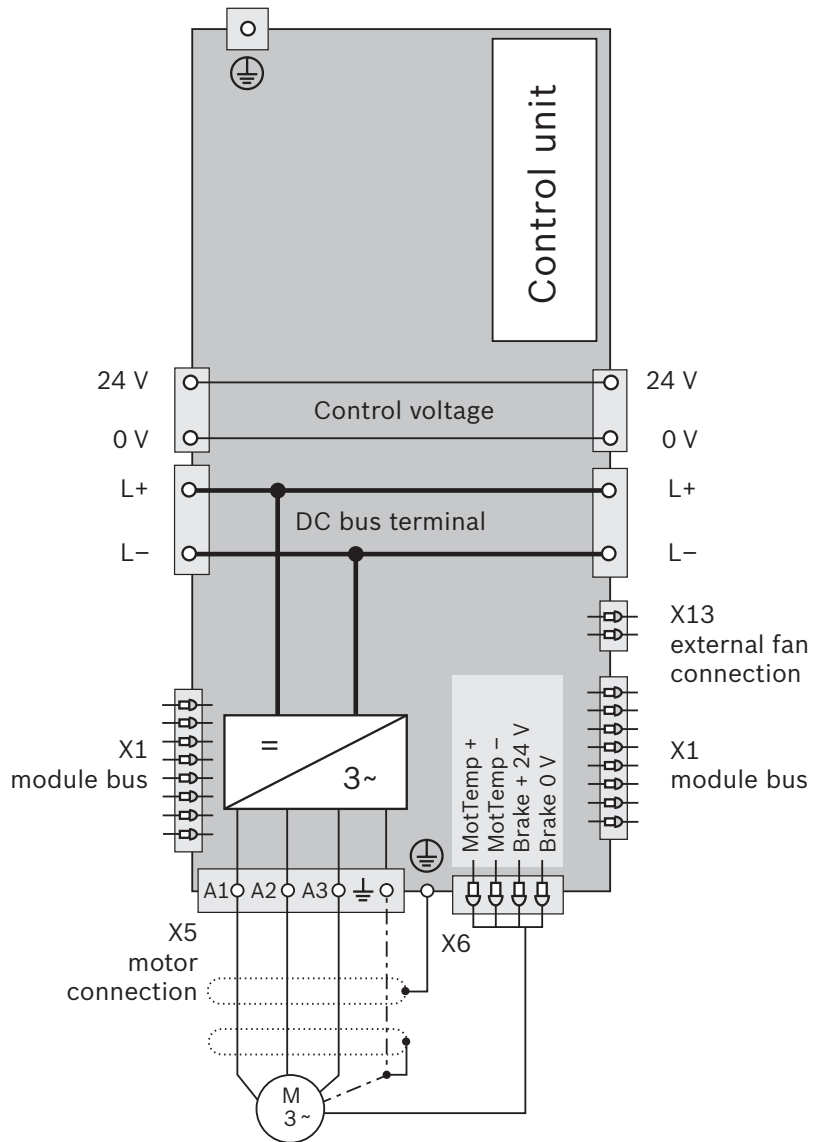 Control unit
24 V
24 V
Control voltage
0 V
0 V
L+
L+
DC bus terminal
L−
L−
X13
external fan
connection
X1
module bus
=
3~
MotTemp +
MotTemp −
Brake + 24 V
Brake 0 V
X1
module bus
A1
A2
A3
X5
motor
connection
X6
M
3~